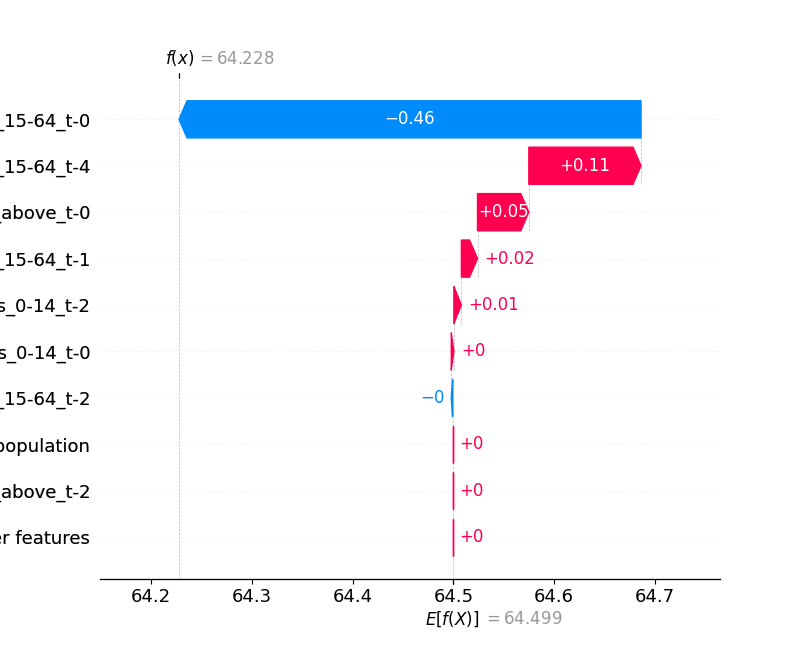 f(x) = 64.228
_15-64_t-0 −0.46
_15-64_t-4 +0.11
above_t-0 +0.05
_15-64_t-1 +0.02
s_0-14_t-2 +0.01
s_0-14_t-0 +0
_15-64_t-2 −0
population +0
above_t-2 +0
er features +0
64.2 64.3 64.4 64.5 64.6 64.7
E[f(X)] = 64.499